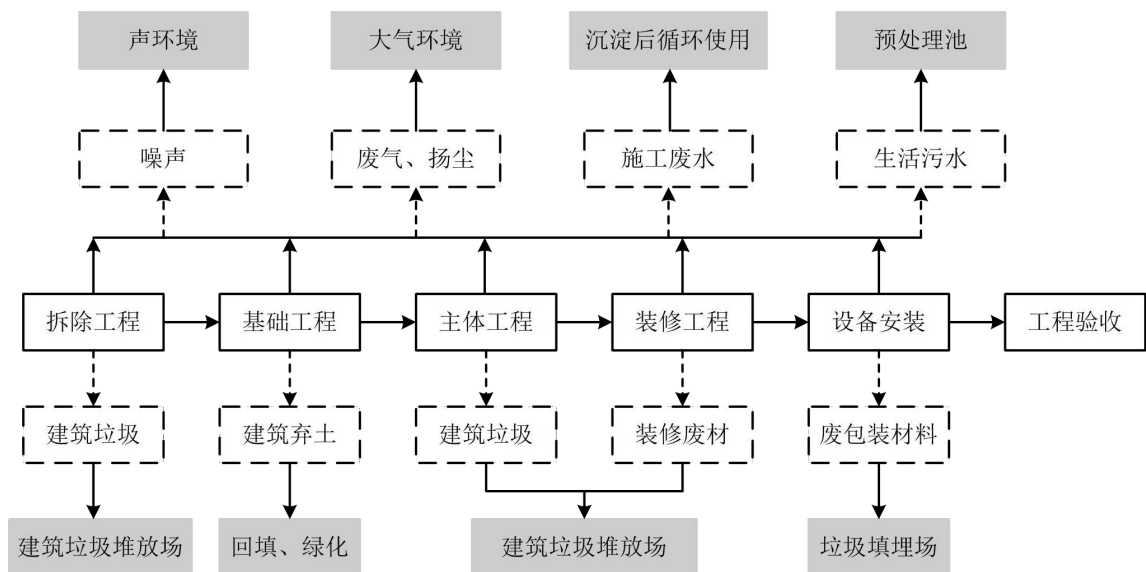 声环境
大气环境
沉淀后循环使用
预处理池
噪声
废气、扬尘
施工废水
生活污水
拆除工程
基础工程
主体工程
装修工程
设备安装
工程验收
建筑垃圾
建筑弃土
建筑垃圾
装修废材
废包装材料
建筑垃圾堆放场
回填、绿化
建筑垃圾堆放场
垃圾填埋场